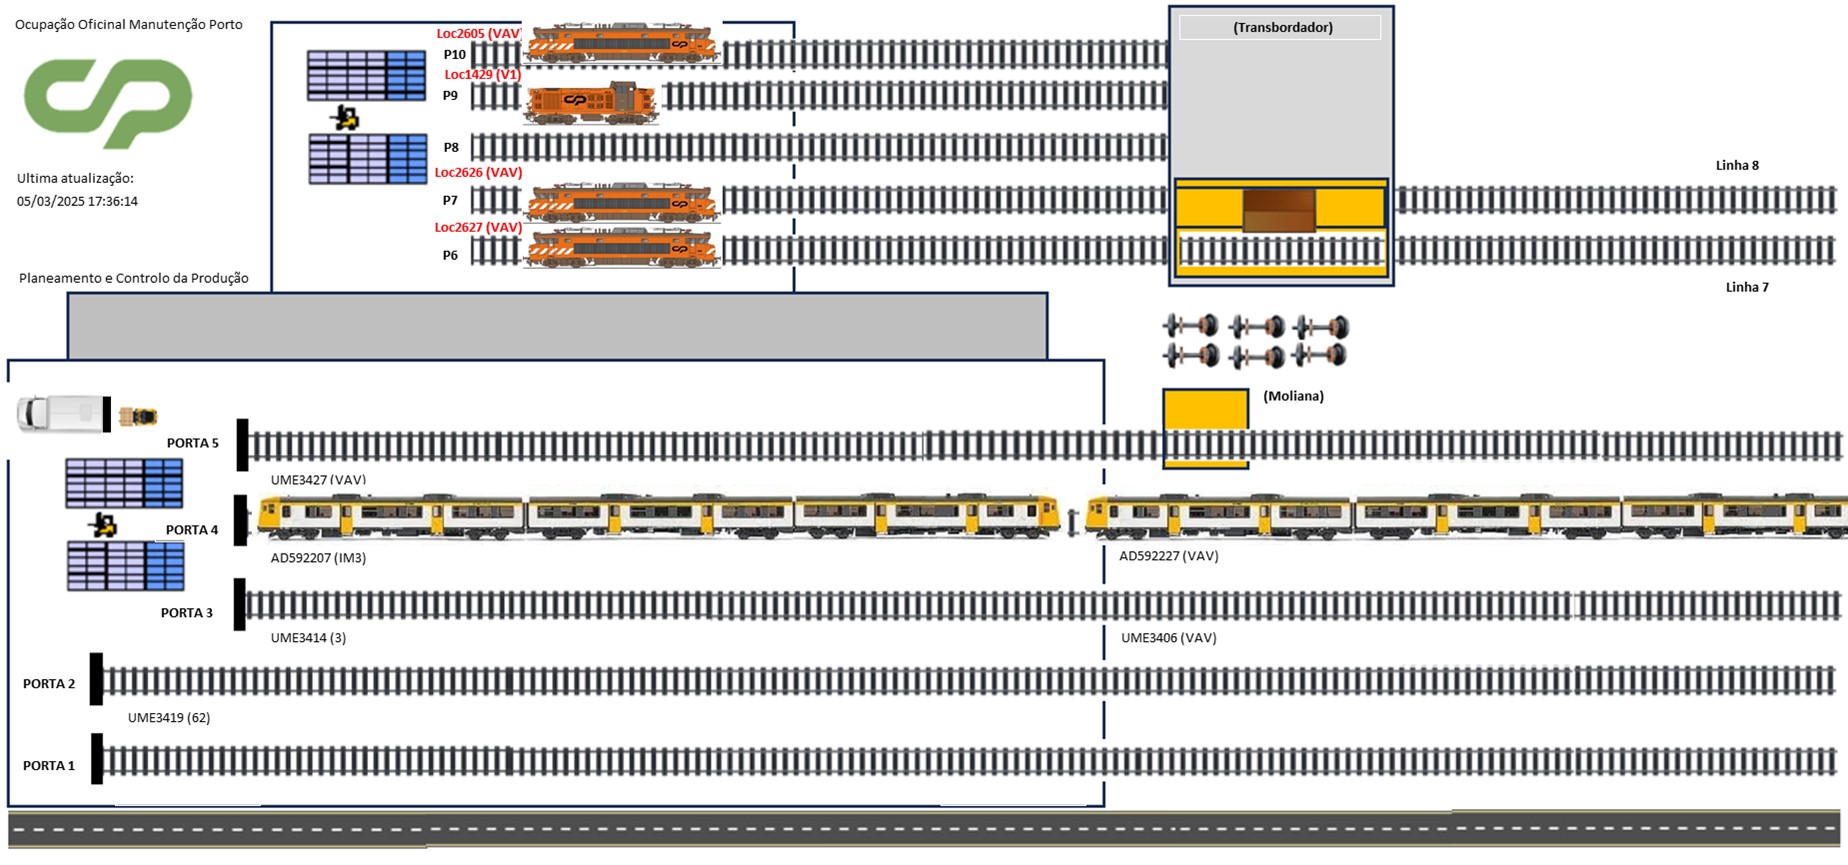 Ocupação Oficinal Manutenção Porto
Loc2605 (VAV)
P10
(Transbordador)
Loc1429 (V1)
P9
P8
Linha 8
Loc2626 (VAV)
Ultima atualização:
05/03/2025 17:36:14
P7
Loc2627 (VAV)
P6
Planeamento e Controlo da Produção
Linha 7
(Moliana)
PORTA 5
UME3427 (VAV)
PORTA 4
AD592207 (IM3)
AD592227 (VAV)
PORTA 3
UME3414 (3)
UME3406 (VAV)
PORTA 2
UME3419 (62)
PORTA 1